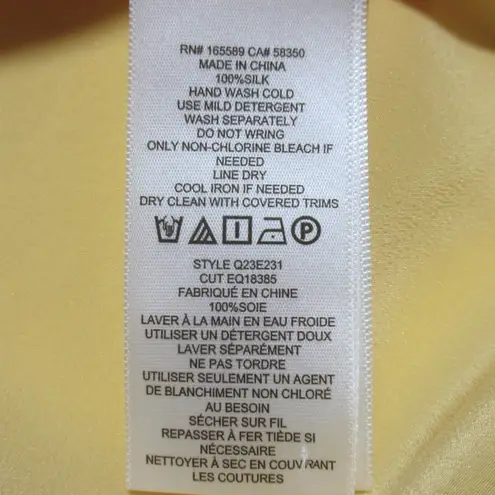 RN# 165589 CA# 58350
MADE IN CHINA
100%SILK
HAND WASH COLD
USE MILD DETERGENT
WASH SEPARATELY
DO NOT WRING
ONLY NON-CHLORINE BLEACH IF
NEEDED
LINE DRY
COOL IRON IF NEEDED
DRY CLEAN WITH COVERED TRIMS
P
STYLE Q23E231
CUT EQ18385
FABRIQUÉ EN CHINE
100%SOIE
LAVER À LA MAIN EN EAU FROIDE
UTILISER UN DÉTERGENT DOUX
LAVER SÉPARÉMENT
NE PAS TORDRE
UTILISER SEULEMENT UN AGENT
DE BLANCHIMENT NON CHLORÉ
AU BESOIN
SÉCHER SUR FIL
REPASSER À FER TIÈDE SI
NÉCESSAIRE
NETTOYER À SEC EN COUVRANT
LES COUTURES